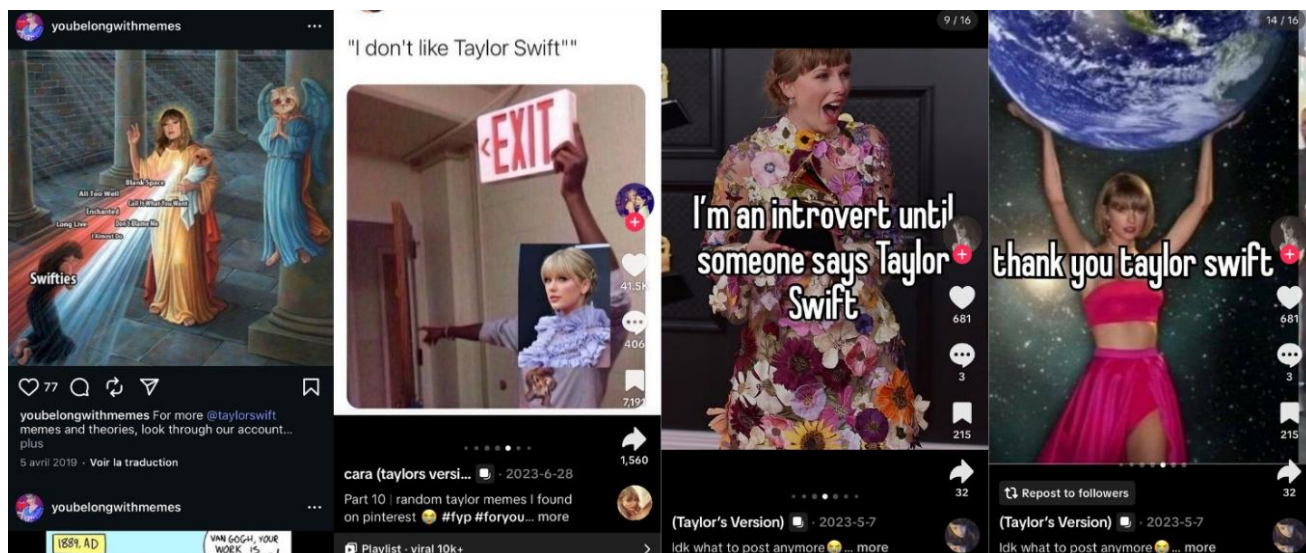 youbelongwithmemes
Blank Space
All Too Well
Call It What You Want
Enchanted
Don't Blame Me
Long Live
I Almost Do
Swifties
77
youbelongwithmemes For more @taylorswift
memes and theories, look through our account...
plus
5 avril 2019 · Voir la traduction
youbelongwithmemes
1889. AD
VAN GOGH, YOUR
WORK IS
"I don't like Taylor Swift""
<EXIT
41.5K
406
7,191
1,560
cara (taylors versi... · 2023-6-28
Part 10 | random taylor memes I found
on pinterest 😭 #fyp #foryou... more
Playlist · viral 10k+
9 / 16
I'm an introvert until
someone says Taylor
Swift
681
3
215
32
(Taylor's Version) · 2023-5-7
Idk what to post anymore😭... more
14 / 16
thank you taylor swift
681
3
215
32
Repost to followers
(Taylor's Version) · 2023-5-7
Idk what to post anymore😭... more